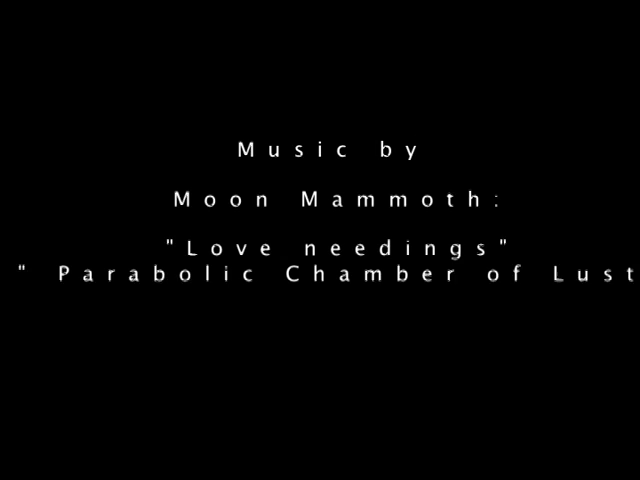 Music by
Moon Mammoth:
"Love needings"
" Parabolic Chamber of Lust